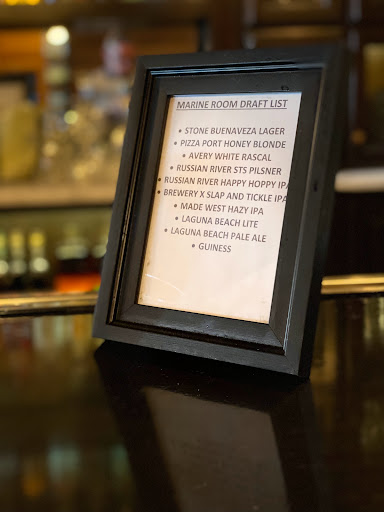 MARINE ROOM DRAFT LIST
• STONE BUENAVEZA LAGER
• PIZZA PORT HONEY BLONDE
• AVERY WHITE RASCAL
• RUSSIAN RIVER STS PILSNER
• RUSSIAN RIVER HAPPY HOPPY IPA
• BREWERY X SLAP AND TICKLE IPA
• MADE WEST HAZY IPA
• LAGUNA BEACH LITE
• LAGUNA BEACH PALE ALE
• GUINESS